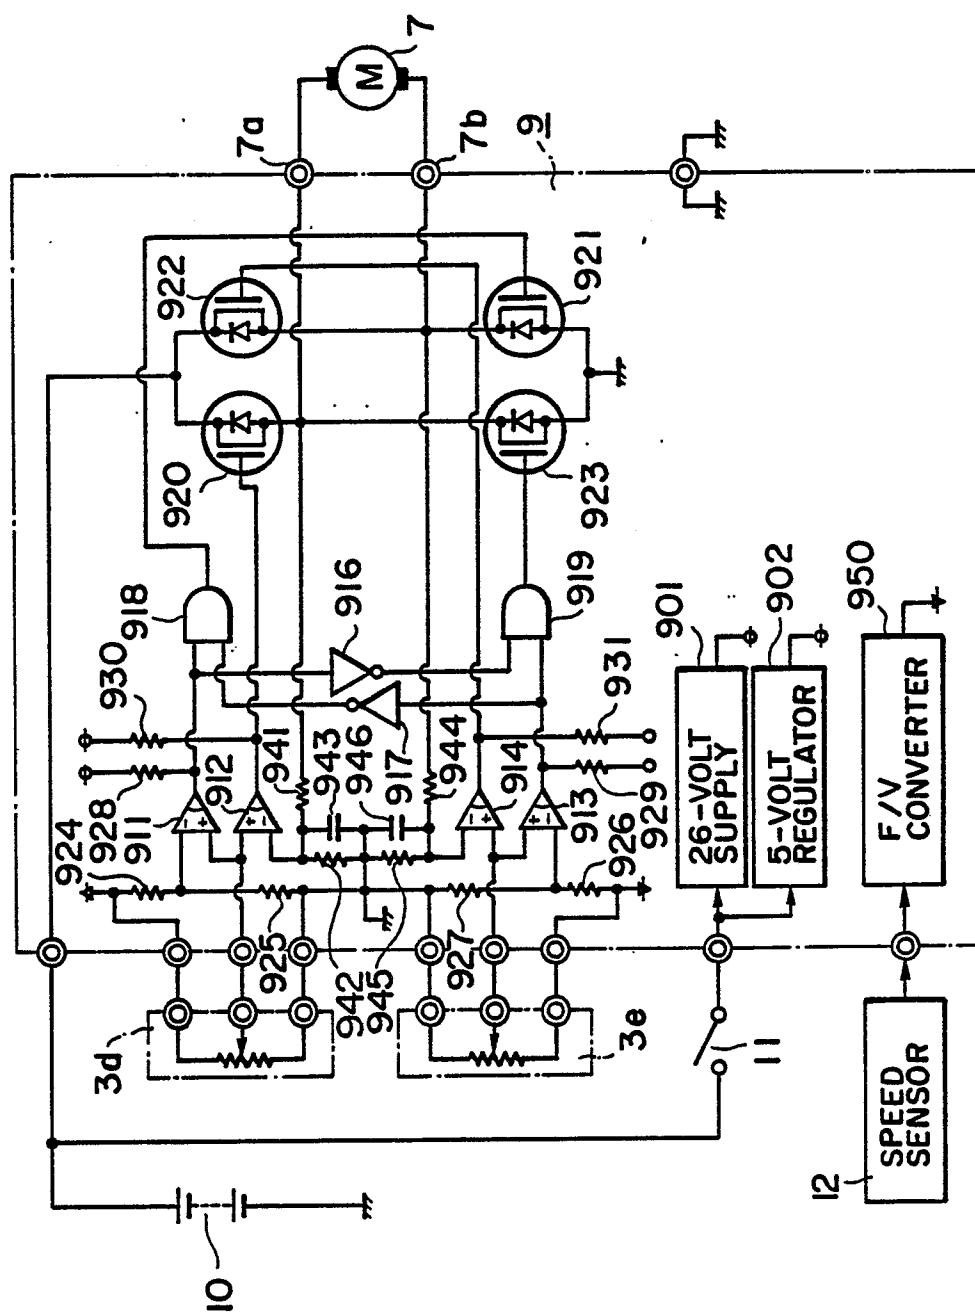 7
M
7a
7b
9
922
921
920
923
918
916
919
930
931
928
911
912
941
943
946
917
944
914
913
929
924
926
925
942
945
927
3d
3e
10
11
12
901
902
950
26-VOLT
SUPPLY
5-VOLT
REGULATOR
F/V
CONVERTER
SPEED
SENSOR
- +
+ -
- +
+ -